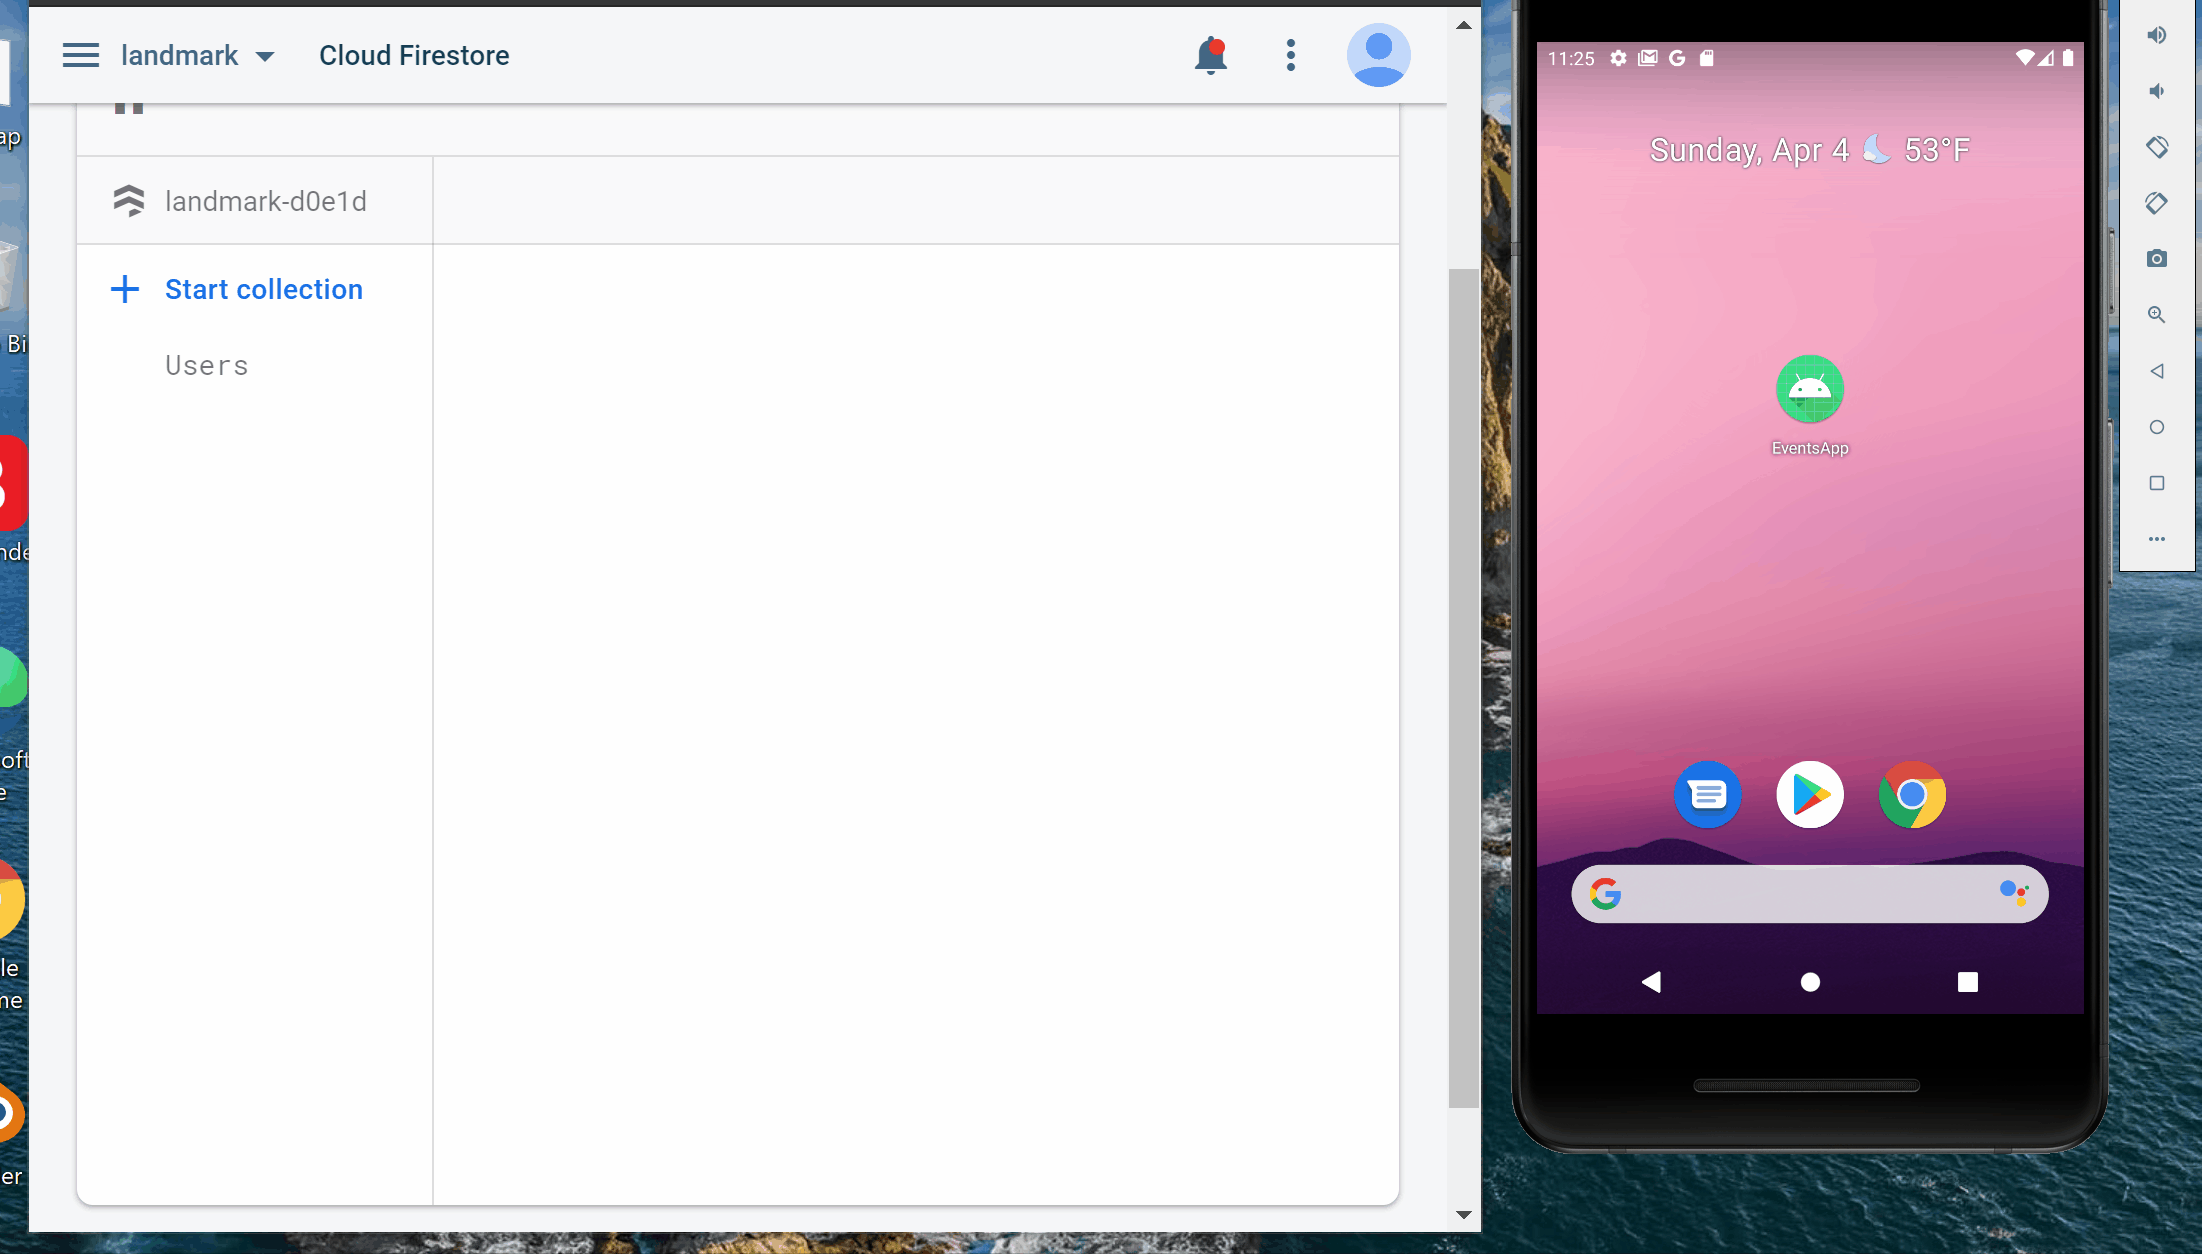 landmark
Cloud Firestore
landmark-d0e1d
Start collection
Users
ap
Bi
nde
oft
e
le
me
er
11:25
Sunday, Apr 4
53°F
EventsApp